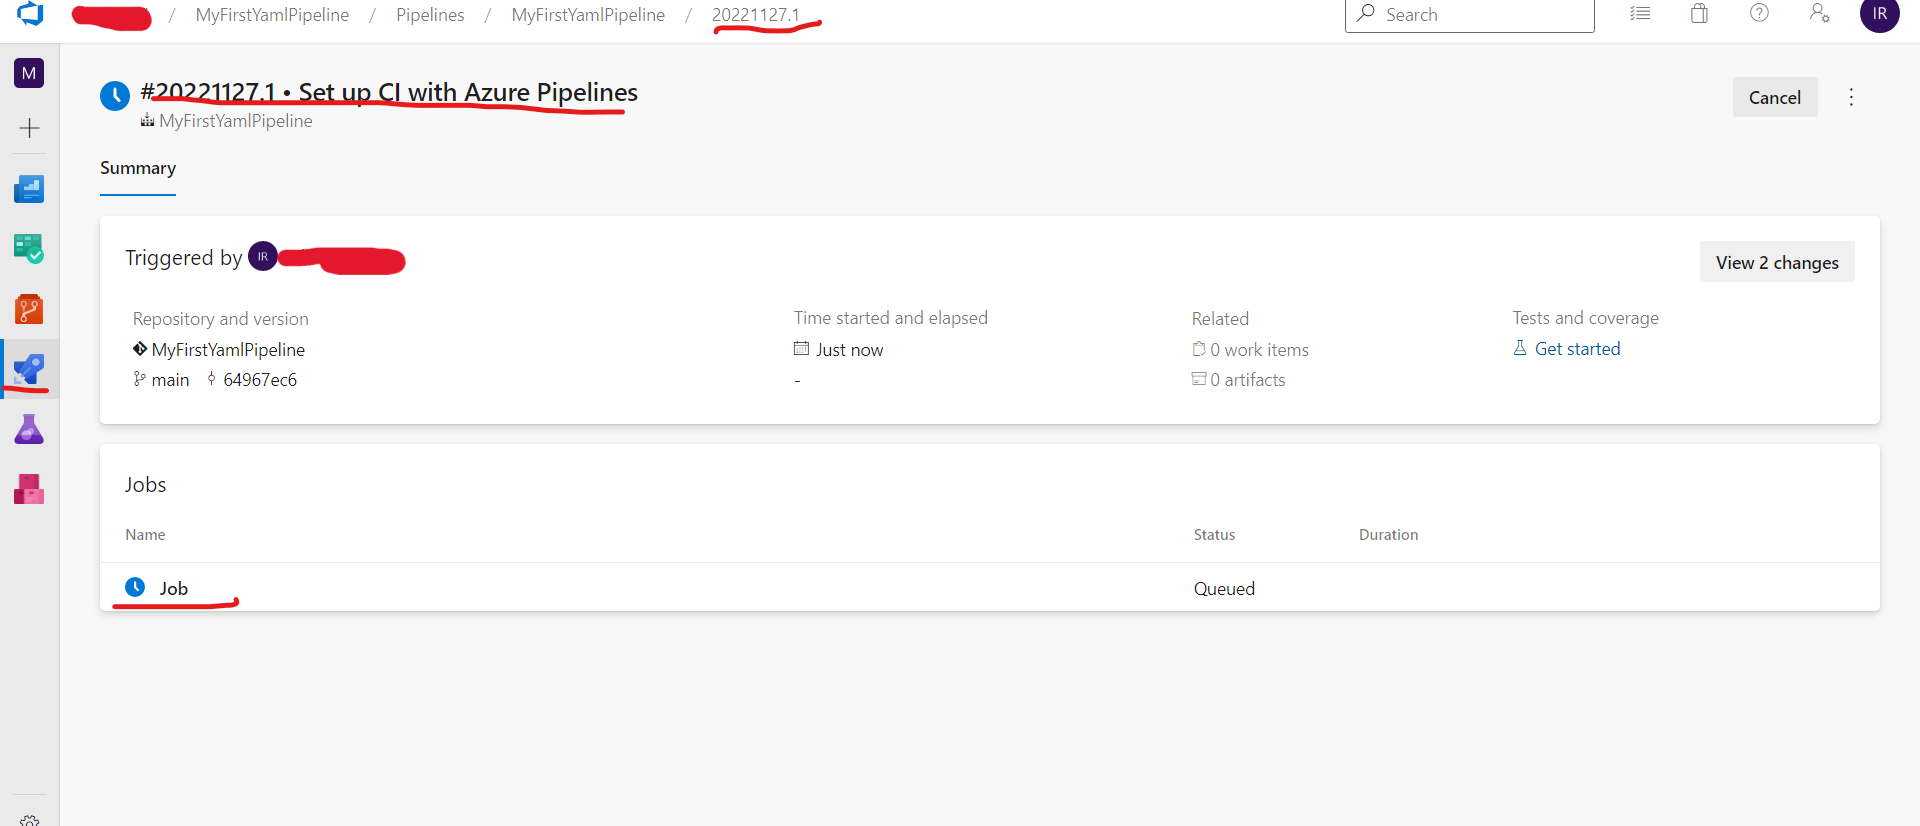 / MyFirstYamlPipeline / Pipelines / MyFirstYamlPipeline / 20221127.1
Search
IR
M
#20221127.1 • Set up CI with Azure Pipelines
MyFirstYamlPipeline
Cancel
Summary
Triggered by IR
View 2 changes
Repository and version
MyFirstYamlPipeline
main 64967ec6
Time started and elapsed
Just now
-
Related
0 work items
0 artifacts
Tests and coverage
Get started
Jobs
Name Status Duration
Job Queued